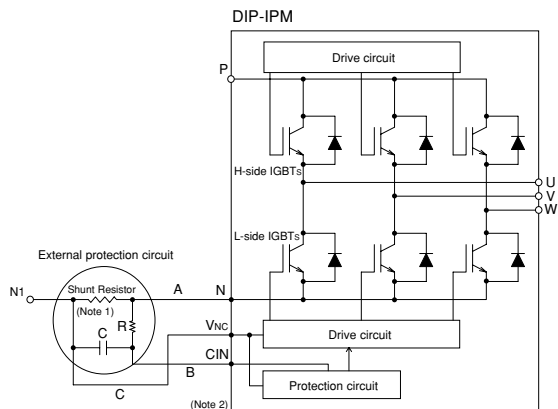 DIP-IPM
Drive circuit
P
H-side IGBTs
U
V
W
L-side IGBTs
External protection circuit
Shunt Resistor
A
N
N1
(Note 1)
R
VNC
Drive circuit
C
CIN
B
C
Protection circuit
(Note 2)